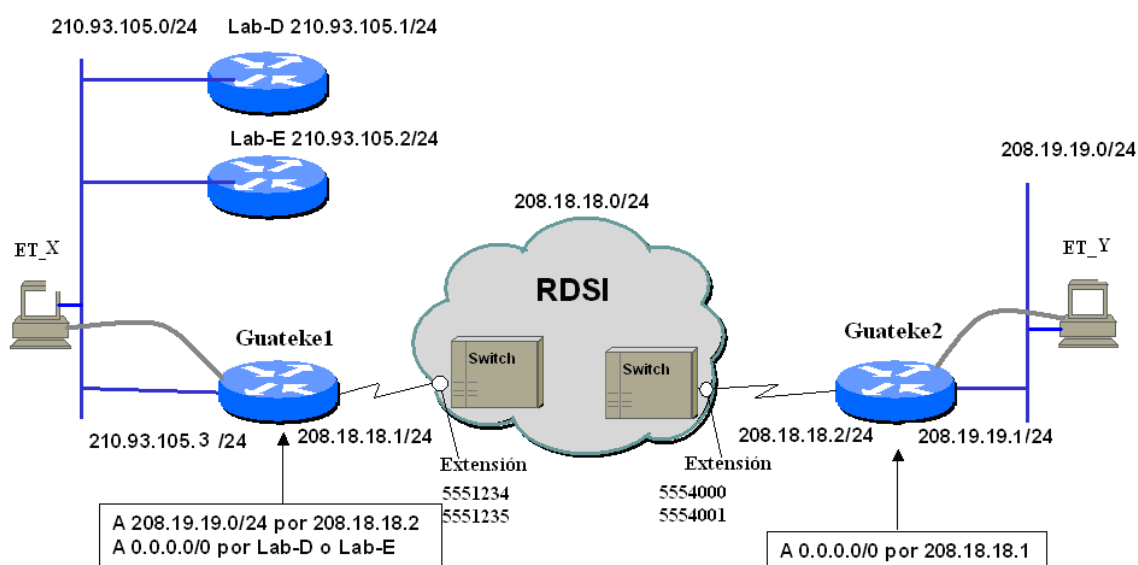 210.93.105.0/24
Lab-D 210.93.105.1/24
Lab-E 210.93.105.2/24
208.19.19.0/24
208.18.18.0/24
ET_X
ET_Y
RDSI
Guateke1
Guateke2
Switch
Switch
210.93.105.3 /24
208.18.18.1/24
208.18.18.2/24
208.19.19.1/24
Extensión
5551234
5551235
Extensión
5554000
5554001
A 208.19.19.0/24 por 208.18.18.2
A 0.0.0.0/0 por Lab-D o Lab-E
A 0.0.0.0/0 por 208.18.18.1